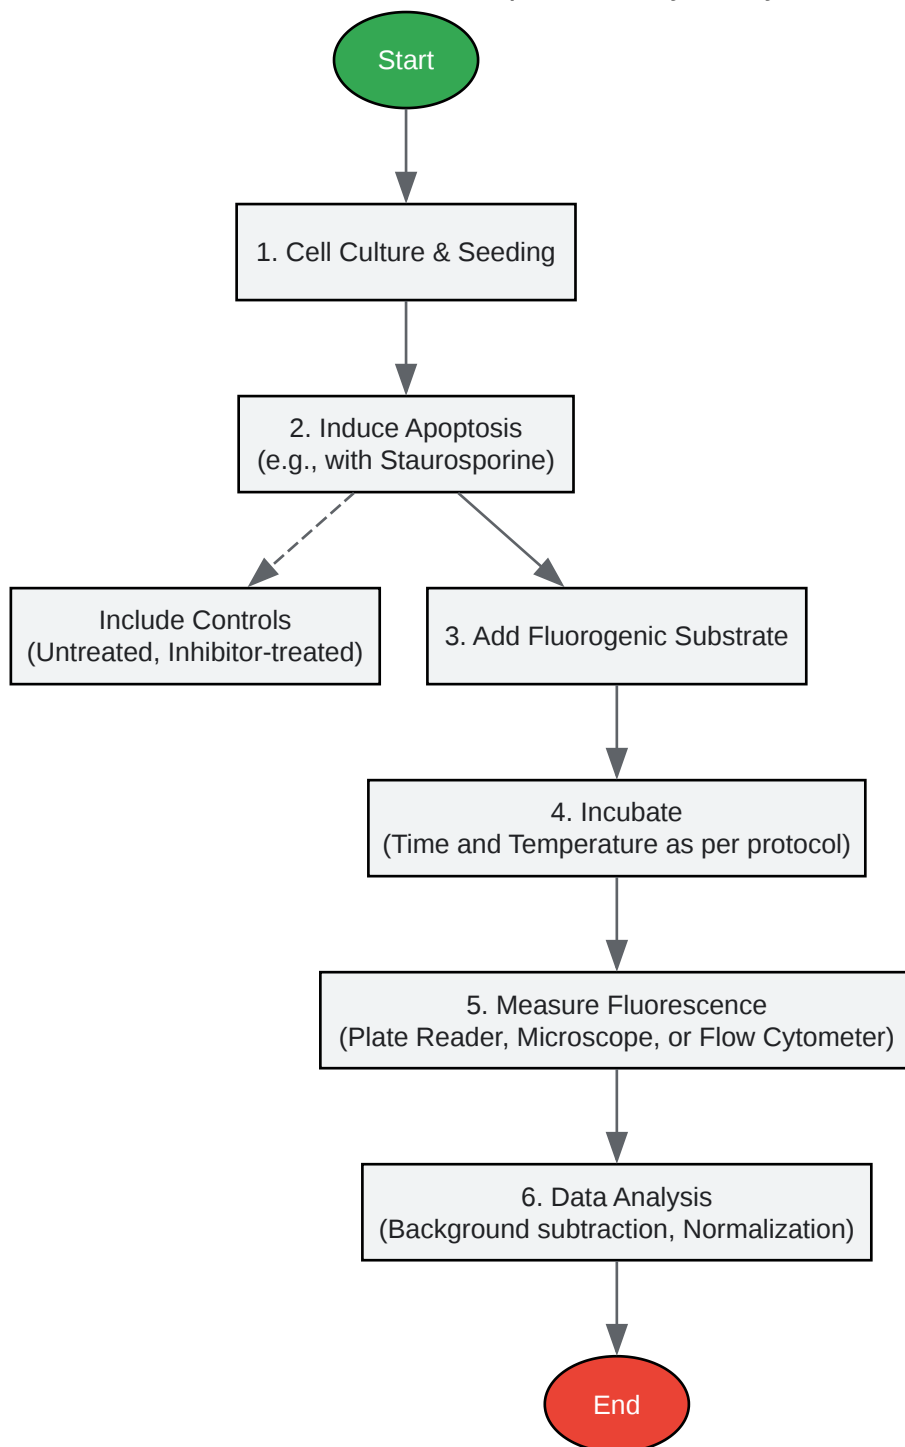 Start
1. Cell Culture & Seeding
2. Induce Apoptosis
(e.g., with Staurosporine)
Include Controls
(Untreated, Inhibitor-treated)
3. Add Fluorogenic Substrate
4. Incubate
(Time and Temperature as per protocol)
5. Measure Fluorescence
(Plate Reader, Microscope, or Flow Cytometer)
6. Data Analysis
(Background subtraction, Normalization)
End